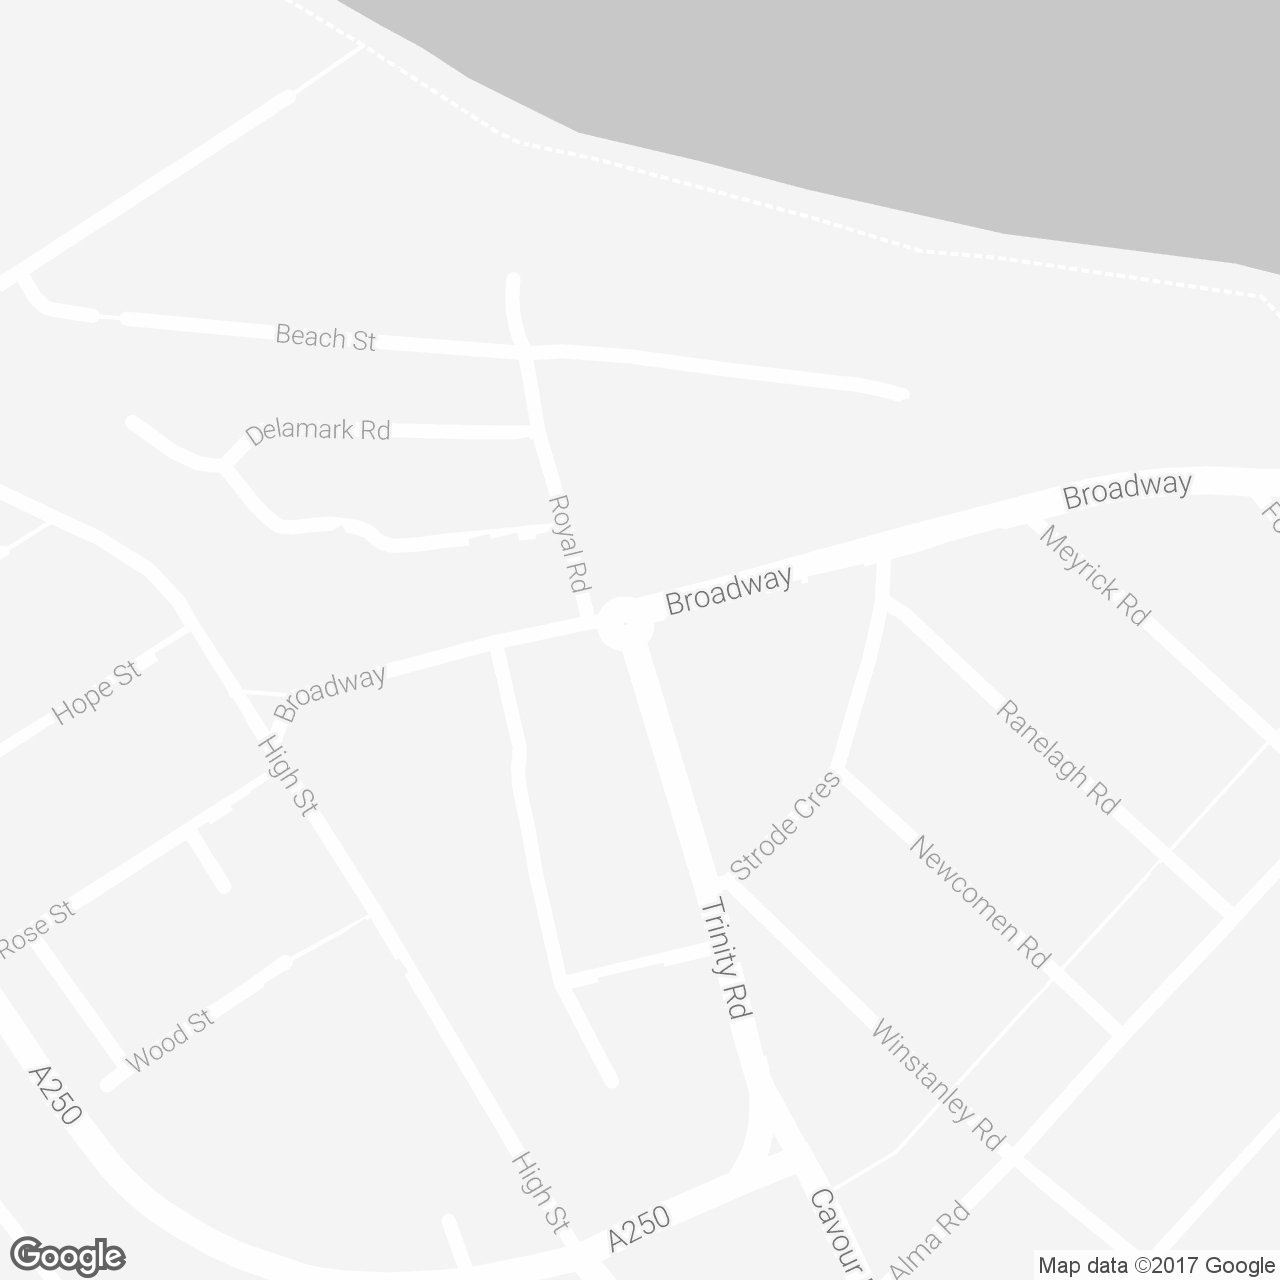 Beach St
Delamark Rd
Broadway
Fo
Royal Rd
Meyrick Rd
Broadway
Hope St
Broadway
High St
Ranelagh Rd
Strode Cres
Newcomen Rd
Rose St
Trinity Rd
Wood St
Winstanley Rd
A250
High St
A250
Cavour
Alma Rd
Google
Map data ©2017 Google